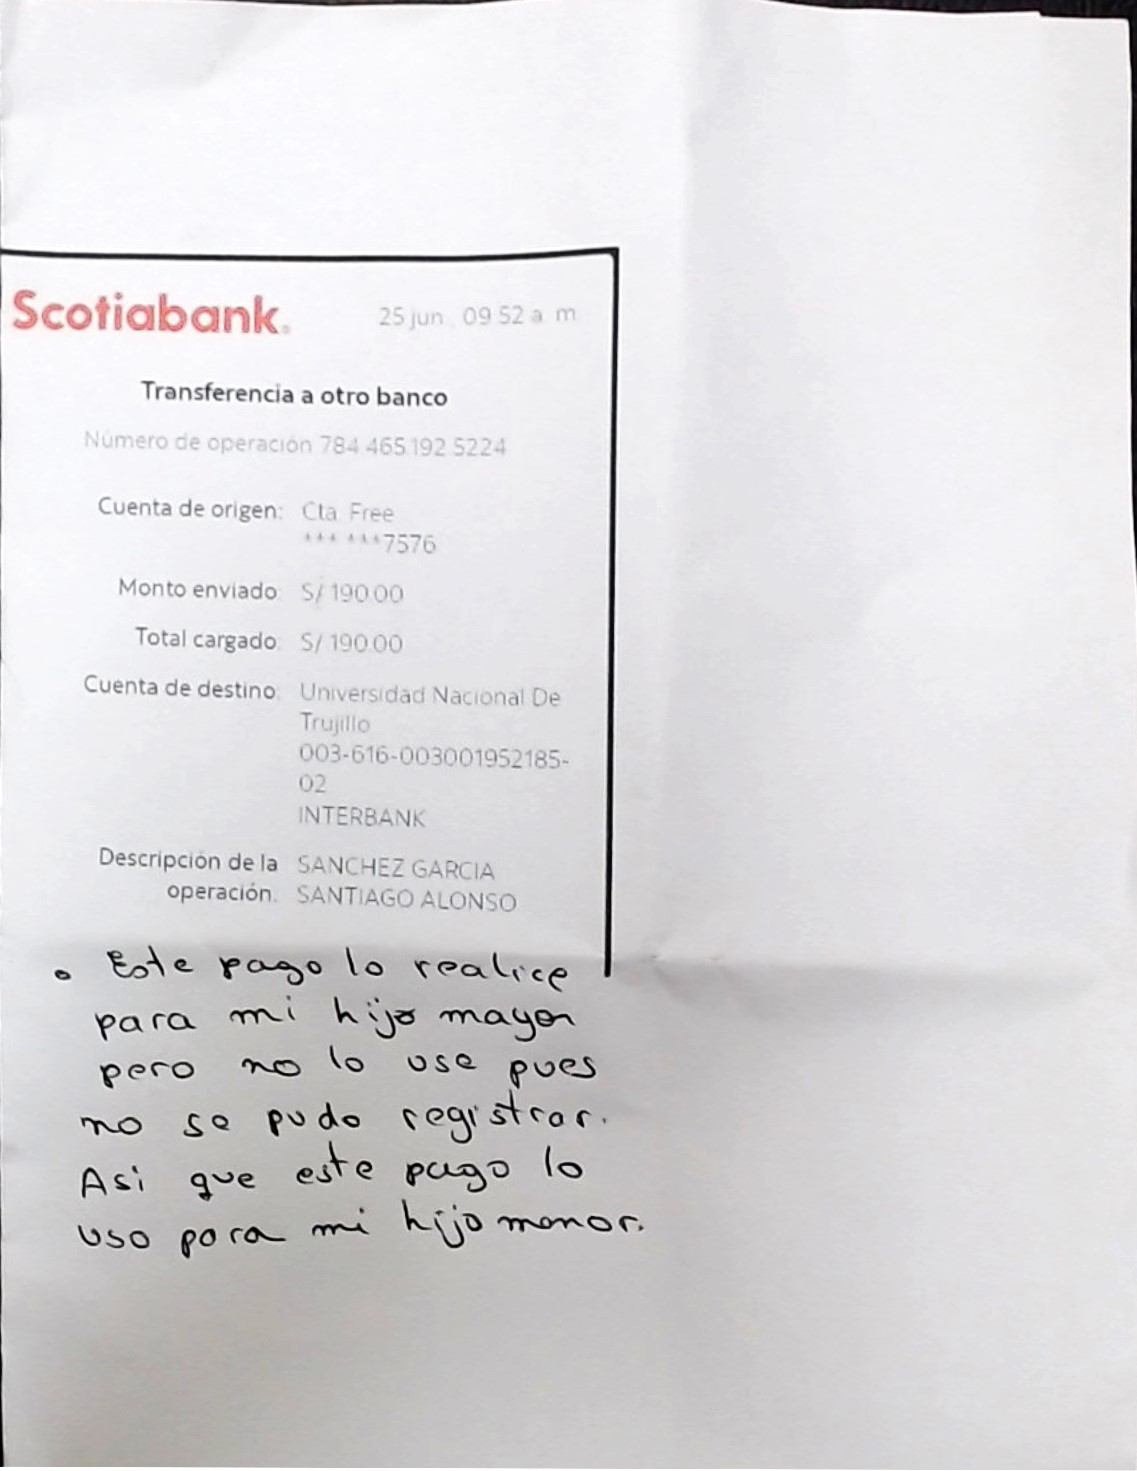 Scotiabank.
25 jun., 09 52 a m
Transferencia a otro banco
Número de operación 784 465 192 5224
Cuenta de origen: Cta Free
*** ***7576
Monto enviado: S/ 190.00
Total cargado: S/ 190.00
Cuenta de destino: Universidad Nacional De
Trujillo
003-616-003001952185-
02
INTERBANK
Descripción de la SANCHEZ GARCIA
operación: SANTIAGO ALONSO
• Este pago lo realice
para mi hijo mayor
pero no lo use pues
no se pudo registrar.
Asi que este pago lo
uso para mi hijo menor.